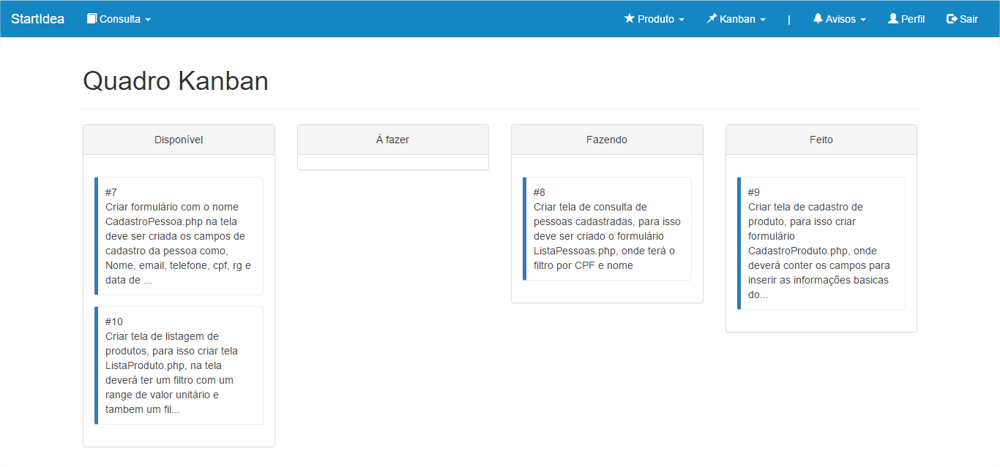 StartIdea Consulta Produto Kanban | Avisos Perfil Sair
Quadro Kanban
Disponível
#7
Criar formulário com o nome
CadastroPessoa.php na tela
deve ser criada os campos de
cadastro da pessoa como,
Nome, email, telefone, cpf, rg e
data de ...
#10
Criar tela de listagem de
produtos, para isso criar tela
ListaProduto.php, na tela
deverá ter um filtro com um
range de valor unitário e
tambem um fil...
À fazer
Fazendo
#8
Criar tela de consulta de
pessoas cadastradas, para isso
deve ser criado o formulário
ListaPessoas.php, onde terá o
filtro por CPF e nome
Feito
#9
Criar tela de cadastro de
produto, para isso criar
formulário
CadastroProduto.php, onde
deverá conter os campos para
inserir as informações basicas
do...